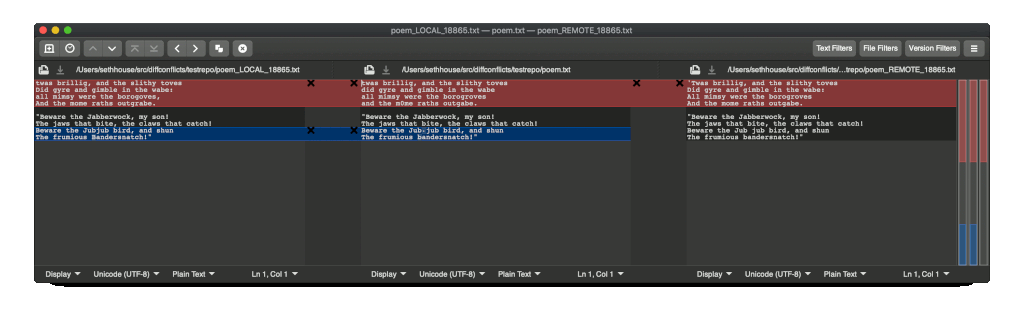 poem_LOCAL_18865.txt — poem.txt — poem_REMOTE_18865.txt
Text Filters File Filters Version Filters
/Users/sethhouse/src/diffconflicts/testrepo/poem_LOCAL_18865.txt
twas brillig, and the slithy toves
Did gyre and gimble in the wabe:
all mimsy were the borogoves,
And the mome raths outgrabe.
"Beware the Jabberwock, my son!
The jaws that bite, the claws that catch!
Beware the Jubjub bird, and shun
The frumious Bandersnatch!"
/Users/sethhouse/src/diffconflicts/testrepo/poem.txt
twas brillig, and the slithy toves
did gyre and gimble in the wabe
all mimsy were the borogroves
and the m0me raths outgabe.
"Beware the Jabberwock, my son!
The jaws that bite, the claws that catch!
Beware the Jubjub bird, and shun
The frumious bandersnatch!"
/Users/sethhouse/src/diffconflicts/...trepo/poem_REMOTE_18865.txt
'Twas brillig, and the slithy toves
Did gyre and gimble in the wabe:
all mimsy were the borogroves
And the mome raths outgabe.
"Beware the Jabberwock, my son!
The jaws that bite, the claws that catch!
Beware the Jub jub bird, and shun
The frumious bandersnatch!"
Display Unicode (UTF-8) Plain Text Ln 1, Col 1
Display Unicode (UTF-8) Plain Text Ln 1, Col 1
Display Unicode (UTF-8) Plain Text Ln 1, Col 1